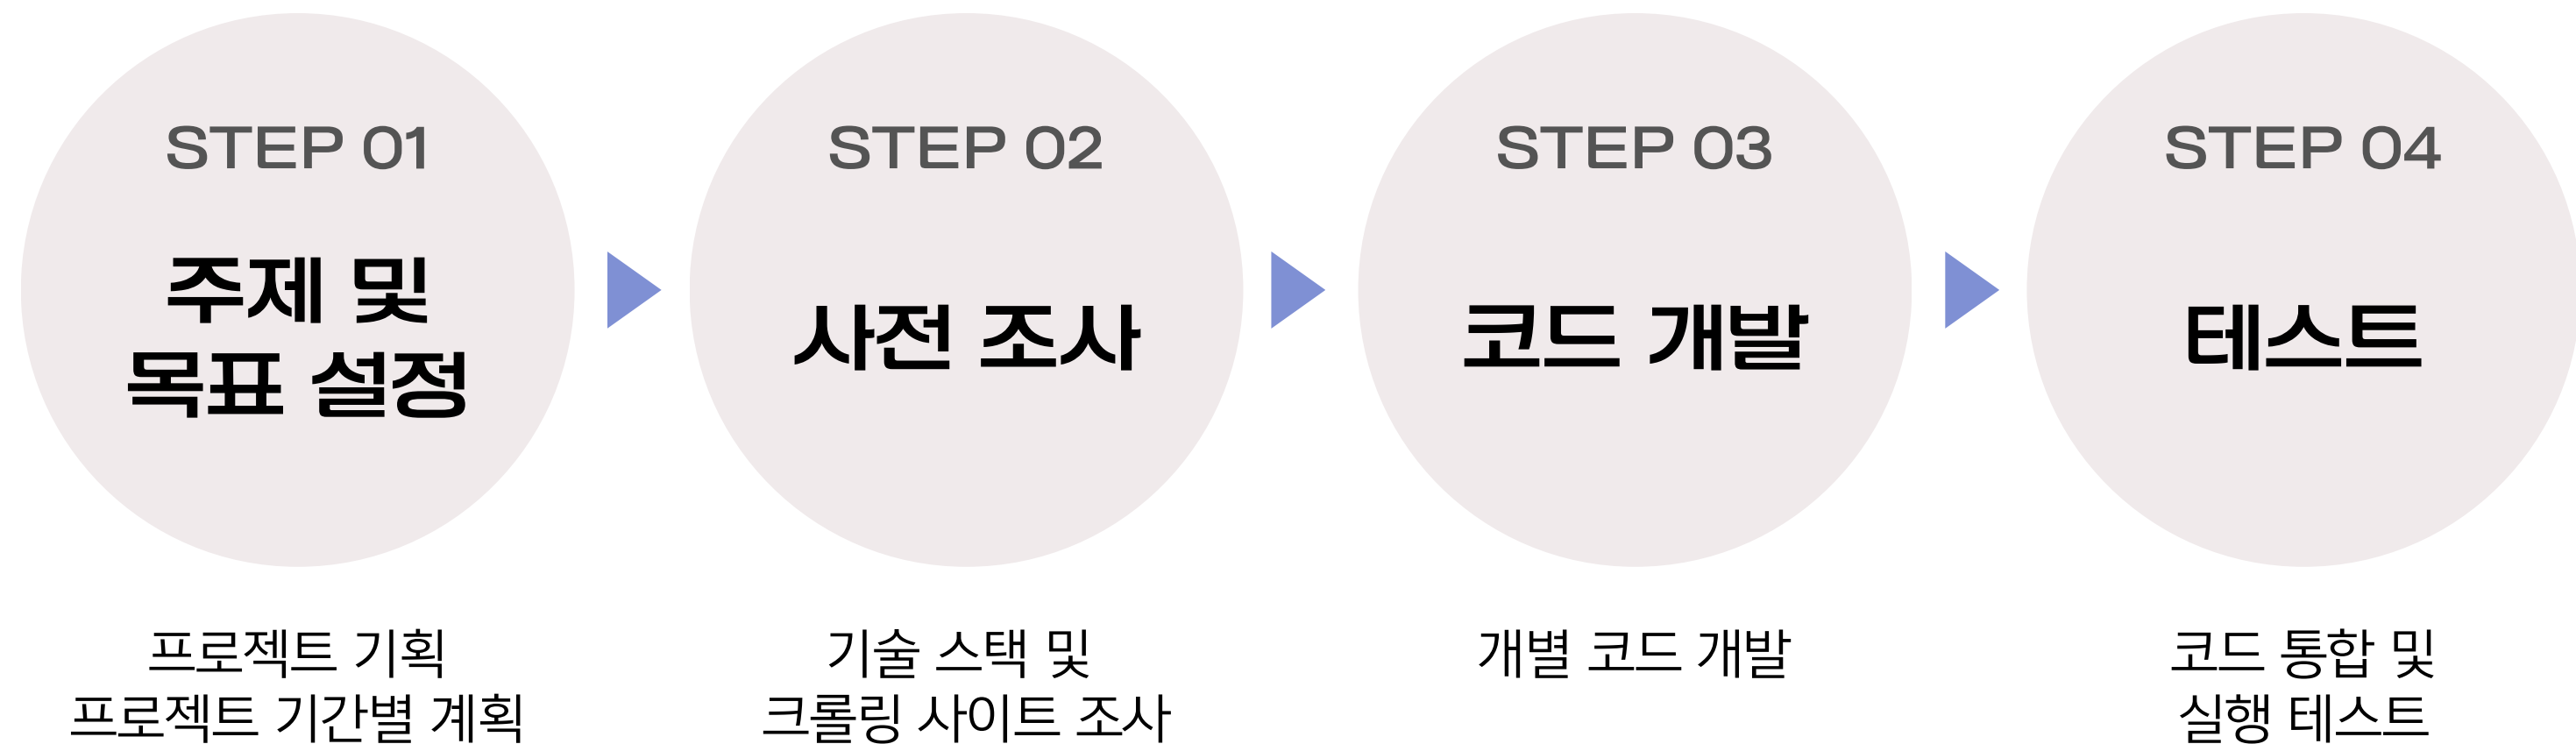 STEP 01
주제 및
목표 설정
프로젝트 기획
프로젝트 기간별 계획
STEP 02
사전 조사
기술 스택 및
크롤링 사이트 조사
STEP 03
코드 개발
개별 코드 개발
STEP 04
테스트
코드 통합 및
실행 테스트